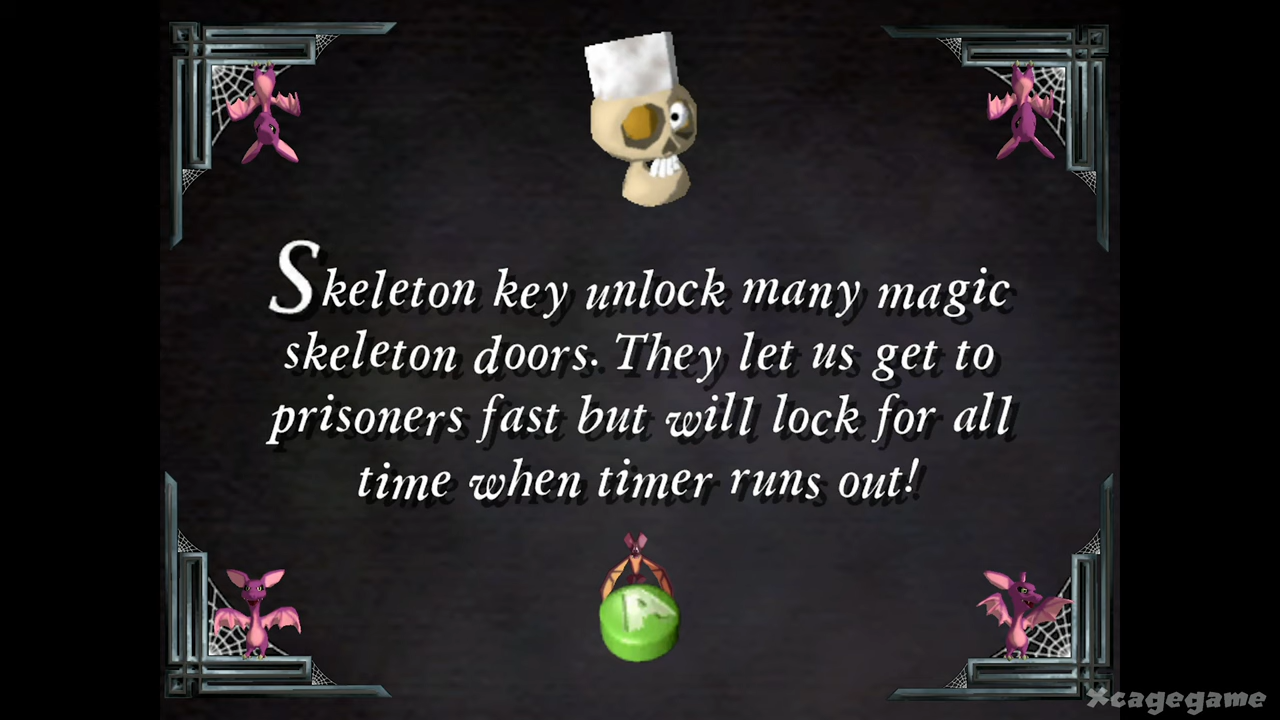 Skeleton key unlock many magic
skeleton doors. They let us get to
prisoners fast but will lock for all
time when timer runs out!
A
Xcagegame